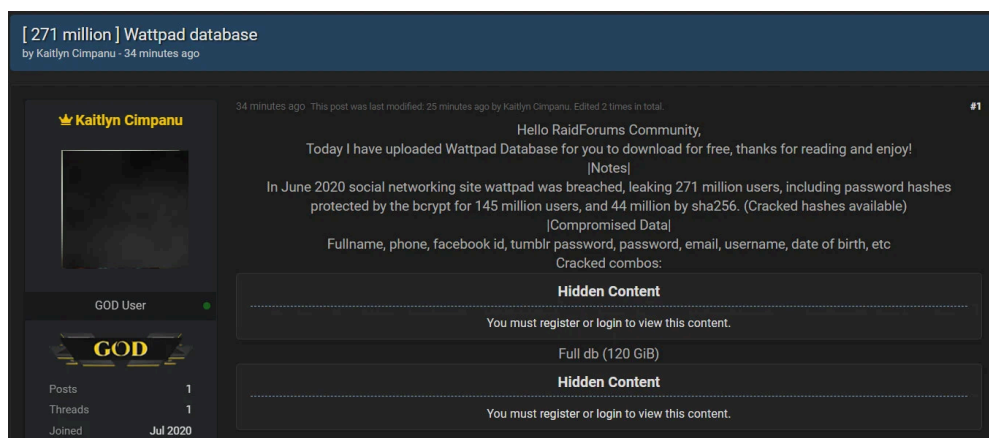 [ 271 million ] Wattpad database
by Kaitlyn Cimpanu - 34 minutes ago
Kaitlyn Cimpanu
34 minutes ago This post was last modified: 25 minutes ago by Kaitlyn Cimpanu. Edited 2 times in total.
#1
Hello RaidForums Community,
Today I have uploaded Wattpad Database for you to download for free, thanks for reading and enjoy!
|Notes|
In June 2020 social networking site wattpad was breached, leaking 271 million users, including password hashes
protected by the bcrypt for 145 million users, and 44 million by sha256. (Cracked hashes available)
|Compromised Data|
Fullname, phone, facebook id, tumblr password, password, email, username, date of birth, etc
Cracked combos:
Hidden Content
You must register or login to view this content.
Full db (120 GiB)
Hidden Content
You must register or login to view this content.
GOD User
GOD
Posts 1
Threads 1
Joined Jul 2020